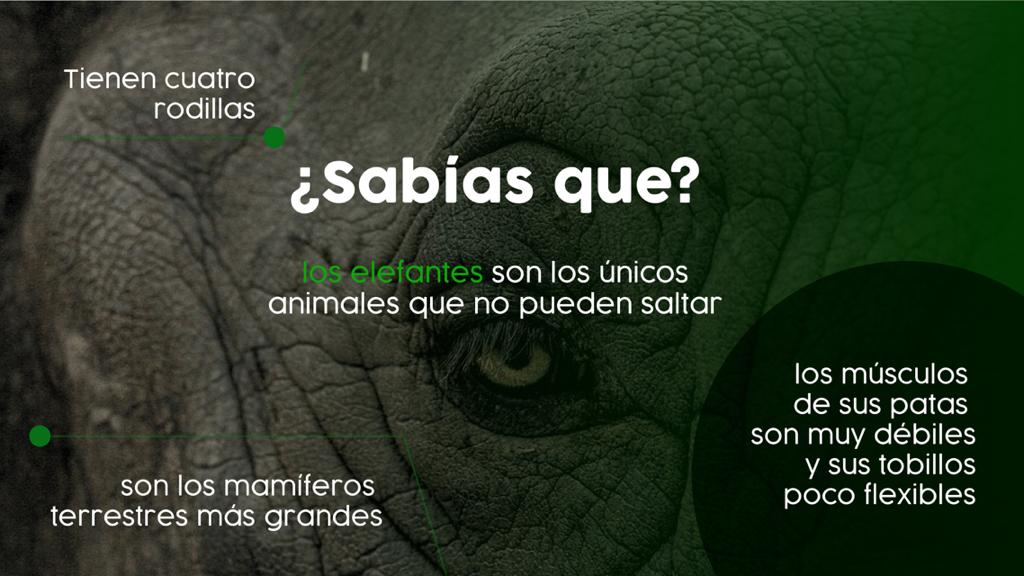 Tienen cuatro
rodillas
¿Sabías que?
los elefantes son los únicos
animales que no pueden saltar
los músculos
de sus patas
son muy débiles
y sus tobillos
poco flexibles
son los mamíferos
terrestres más grandes